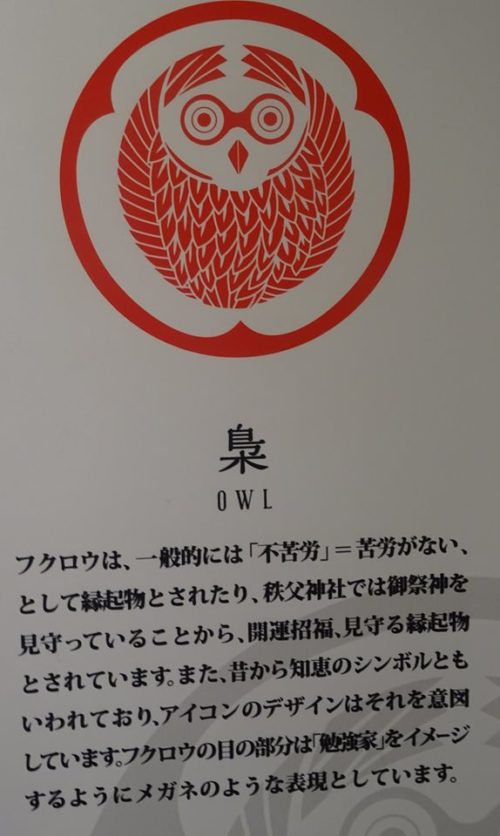 梟
OWL
フクロウは、一般的には「不苦労」＝苦労がない、
として縁起物とされたり、秩父神社では御祭神を
見守っていることから、開運招福、見守る縁起物
とされています。また、昔から知恵のシンボルとも
いわれており、アイコンのデザインはそれを意図
しています。フクロウの目の部分は「勉強家」をイメージ
するようにメガネのような表現としています。